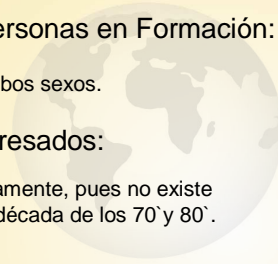 ersonas en Formación:
bos sexos.
resados:
amente, pues no existe
década de los 70`y 80`.